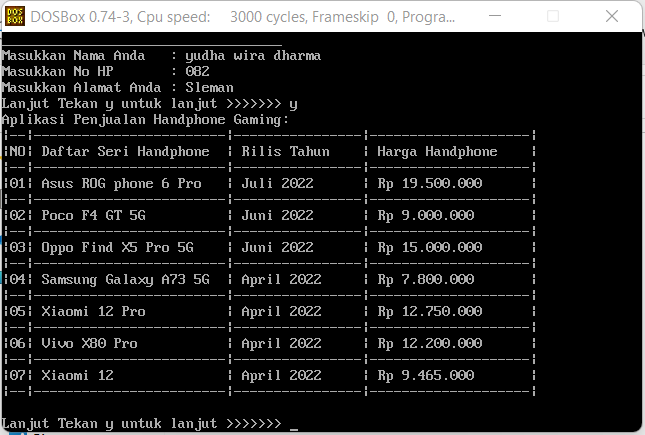 DOSBox 0.74-3, Cpu speed:    3000 cycles, Frameskip  0, Progra...
Masukkan Nama Anda   : yudha wira dharma
Masukkan No HP       : 082
Masukkan Alamat Anda : Sleman
Lanjut Tekan y untuk lanjut >>>>>>> y
Aplikasi Penjualan Handphone Gaming:
|--|-------------------------|----------------|--------------------|
|NO| Daftar Seri Handphone   | Rilis Tahun    | Harga Handphone    |
|--|-------------------------|----------------|--------------------|
|01| Asus ROG phone 6 Pro    | Juli 2022      | Rp 19.500.000      |
|--|-------------------------|----------------|--------------------|
|02| Poco F4 GT 5G           | Juni 2022      | Rp 9.000.000       |
|--|-------------------------|----------------|--------------------|
|03| Oppo Find X5 Pro 5G     | Juni 2022      | Rp 15.000.000      |
|--|-------------------------|----------------|--------------------|
|04| Samsung Galaxy A73 5G   | April 2022     | Rp 7.800.000       |
|--|-------------------------|----------------|--------------------|
|05| Xiaomi 12 Pro           | April 2022     | Rp 12.750.000      |
|--|-------------------------|----------------|--------------------|
|06| Vivo X80 Pro            | April 2022     | Rp 12.200.000      |
|--|-------------------------|----------------|--------------------|
|07| Xiaomi 12               | April 2022     | Rp 9.465.000       |
|--|-------------------------|----------------|--------------------|
Lanjut Tekan y untuk lanjut >>>>>>> _